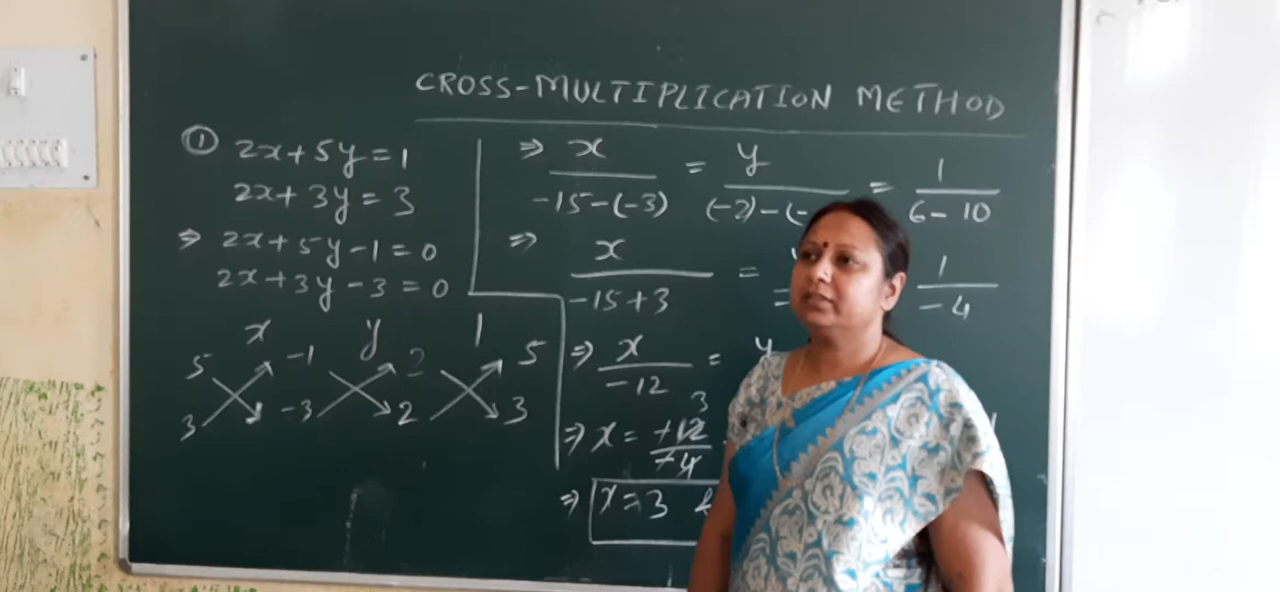 CROSS-MULTIPLICATION METHOD
① 2x+5y=1
2x+3y=3
⇒ 2x+5y-1=0
2x+3y-3=0
x y 1
5 -1 2 5
3 -3 2 3
⇒ x/-15-(-3) = y/(-2)-(- = 1/6-10
⇒ x/-15+3 = = 1/-4
⇒ x/-12 = y
⇒ x = +12/-4 3
⇒ x=3 &